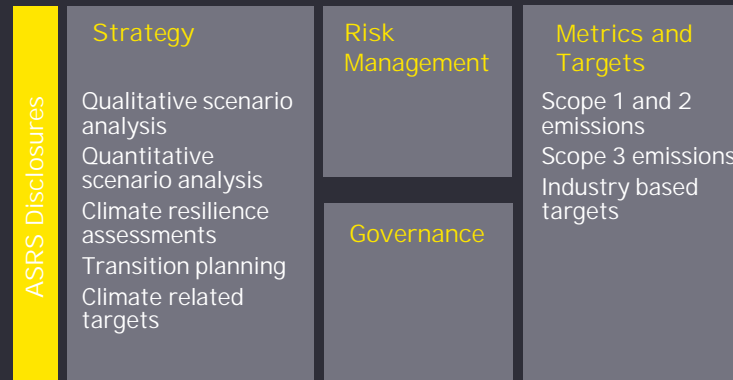 ASRS Disclosures
Strategy
Qualitative scenario
analysis
Quantitative
scenario analysis
Climate resilience
assessments
Transition planning
Climate related
targets
Risk
Management
Governance
Metrics and
Targets
Scope 1 and 2
emissions
Scope 3 emissions
Industry based
targets